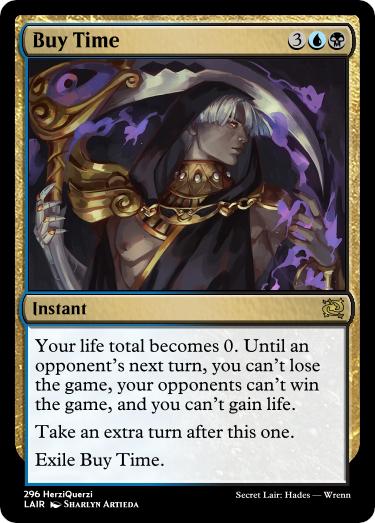 Buy Time 3
Instant
Your life total becomes 0. Until an
opponent's next turn, you can't lose
the game, your opponents can't win
the game, and you can't gain life.
Take an extra turn after this one.
Exile Buy Time.
296 HerziQuerzi
LAIR Sharlyn Artieda
Secret Lair: Hades — Wrenn